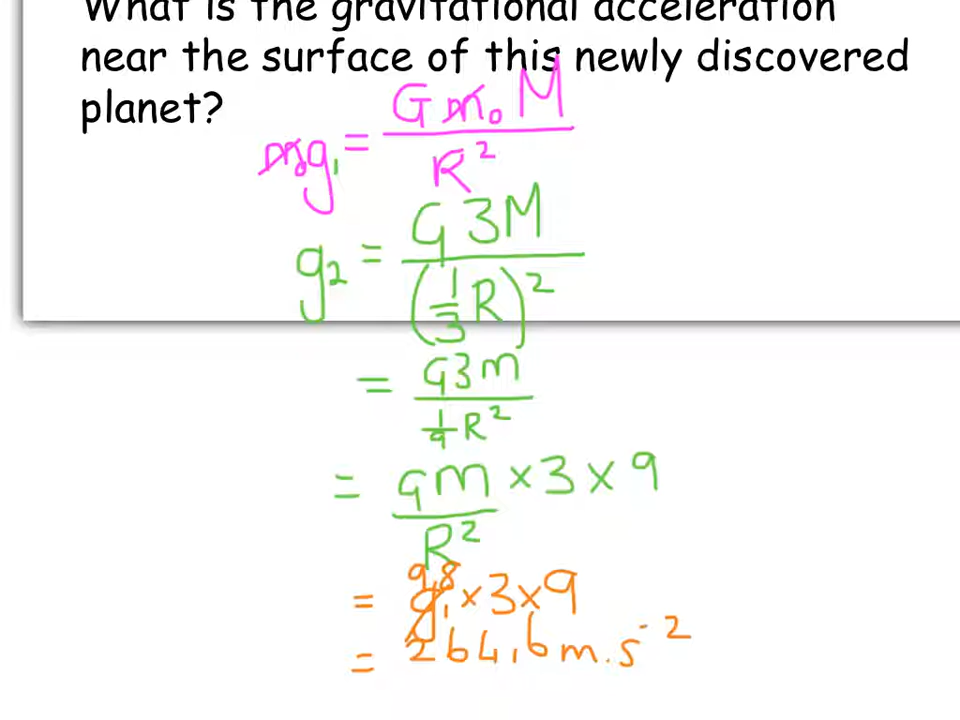 What is the gravitational acceleration
near the surface of this newly discovered
planet?
m₀g₁ = G m₀ M / R²
g₂ = G 3M / (1/3 R)²
= G3m / 1/9 R²
= Gm / R² × 3 × 9
9,8
= g₁ × 3 × 9
= 264,6 m.s⁻²